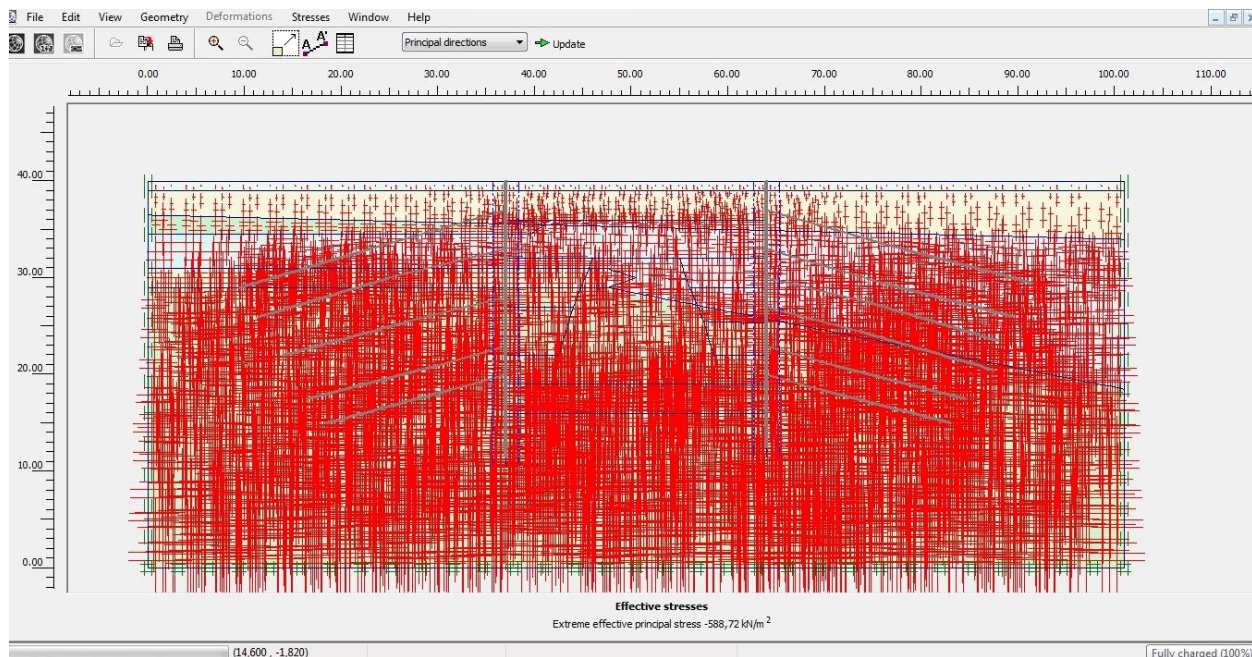 File Edit View Geometry Deformations Stresses Window Help
Principal directions Update
0.00 10.00 20.00 30.00 40.00 50.00 60.00 70.00 80.00 90.00 100.00 110.00
40.00
30.00
20.00
10.00
0.00
Effective stresses
Extreme effective principal stress -588,72 kN/m²
(14,600 , -1,820)
Fully charged (100%)